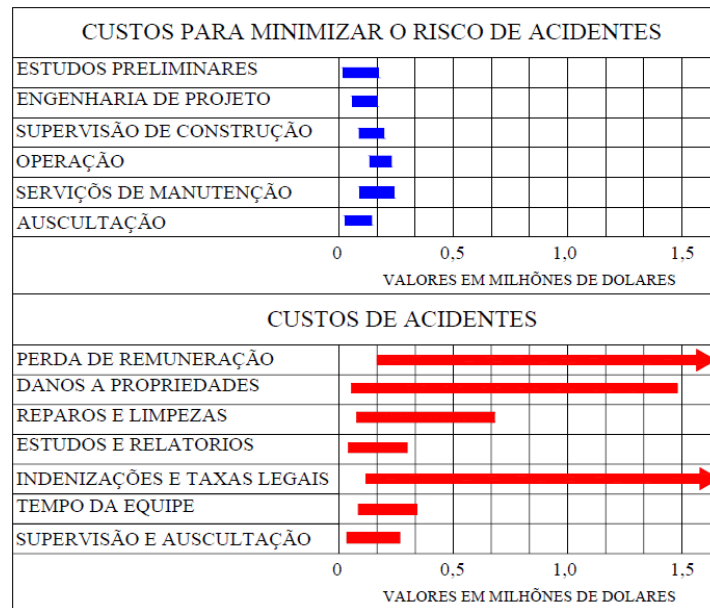 CUSTOS PARA MINIMIZAR O RISCO DE ACIDENTES
ESTUDOS PRELIMINARES
ENGENHARIA DE PROJETO
SUPERVISÃO DE CONSTRUÇÃO
OPERAÇÃO
SERVIÇÕS DE MANUTENÇÃO
AUSCULTAÇÃO
0 0,5 1,0 1,5
VALORES EM MILHÕNES DE DOLARES
CUSTOS DE ACIDENTES
PERDA DE REMUNERAÇÃO
DANOS A PROPRIEDADES
REPAROS E LIMPEZAS
ESTUDOS E RELATORIOS
INDENIZAÇÕES E TAXAS LEGAIS
TEMPO DA EQUIPE
SUPERVISÃO E AUSCULTAÇÃO
0 0,5 1,0 1,5
VALORES EM MILHÕNES DE DOLARES